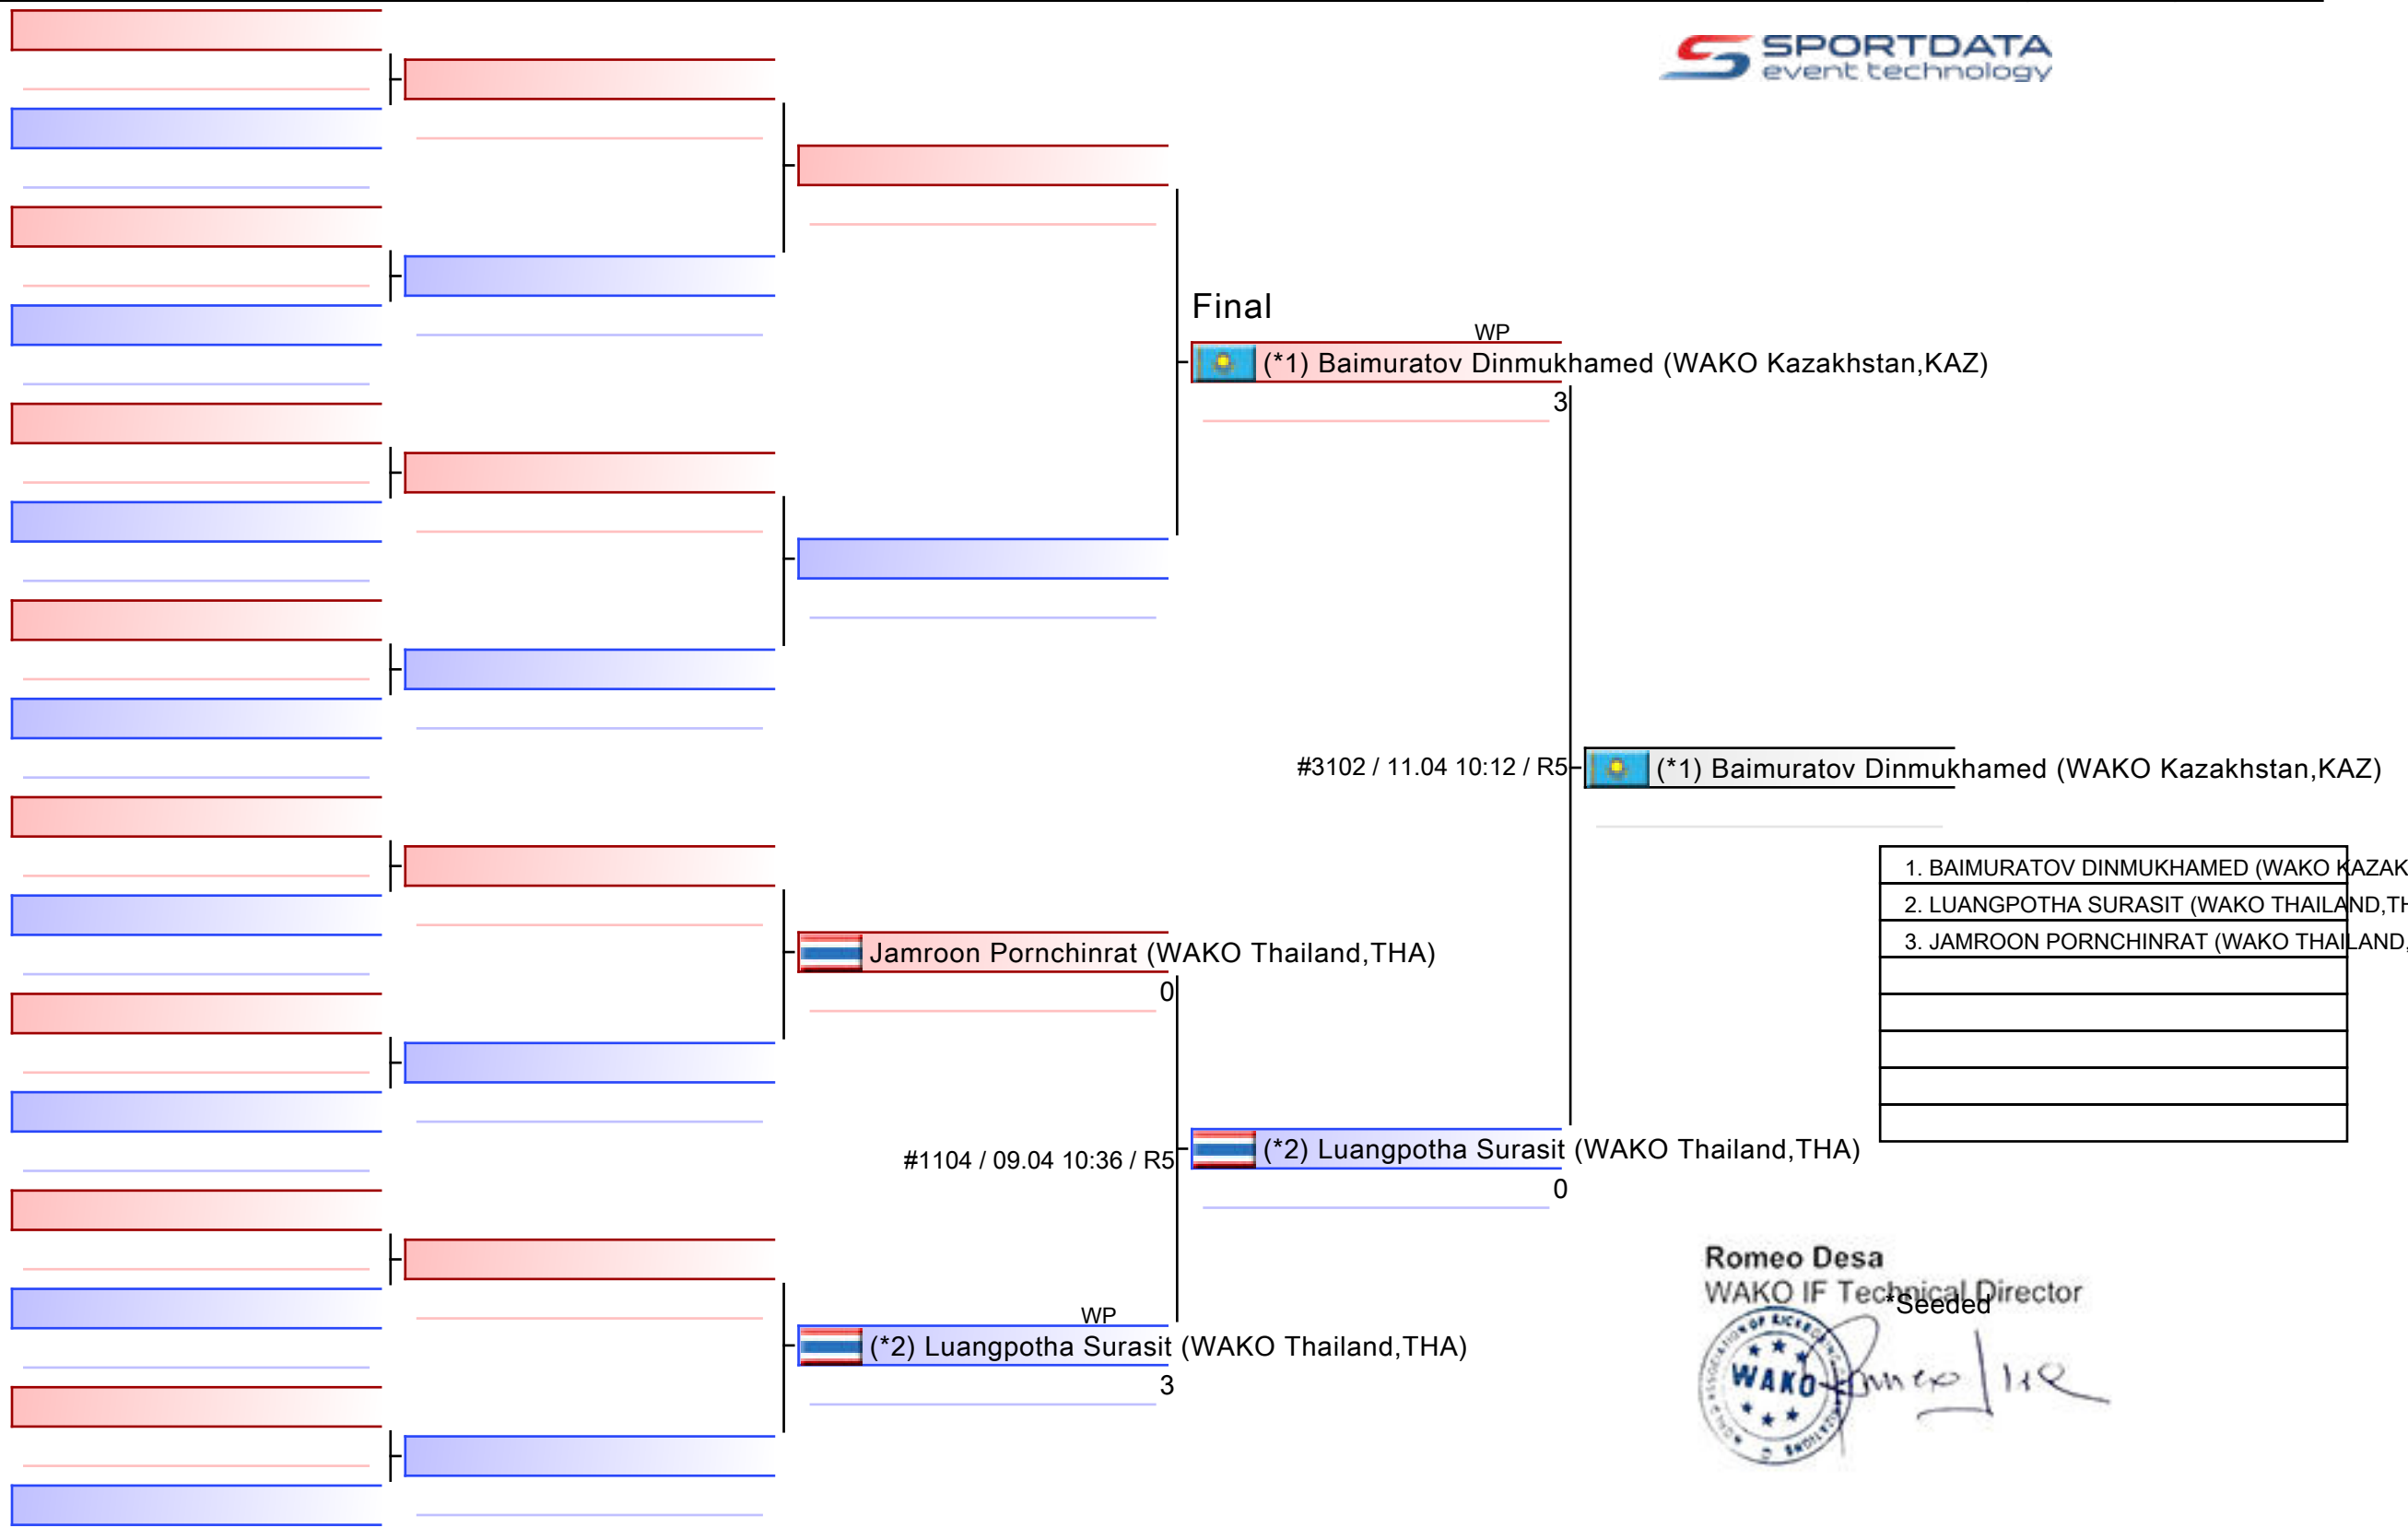 SPORTDATA
event technology
Final
WP
(*1) Baimuratov Dinmukhamed (WAKO Kazakhstan,KAZ)
3
#3102 / 11.04 10:12 / R5
(*1) Baimuratov Dinmukhamed (WAKO Kazakhstan,KAZ)
1. BAIMURATOV DINMUKHAMED (WAKO KAZAK
2. LUANGPOTHA SURASIT (WAKO THAILAND,TH
3. JAMROON PORNCHINRAT (WAKO THAILAND,
Jamroon Pornchinrat (WAKO Thailand,THA)
0
#1104 / 09.04 10:36 / R5
(*2) Luangpotha Surasit (WAKO Thailand,THA)
0
WP
(*2) Luangpotha Surasit (WAKO Thailand,THA)
3
Romeo Desa
WAKO IF Technical Director
*Seeded
WAKO